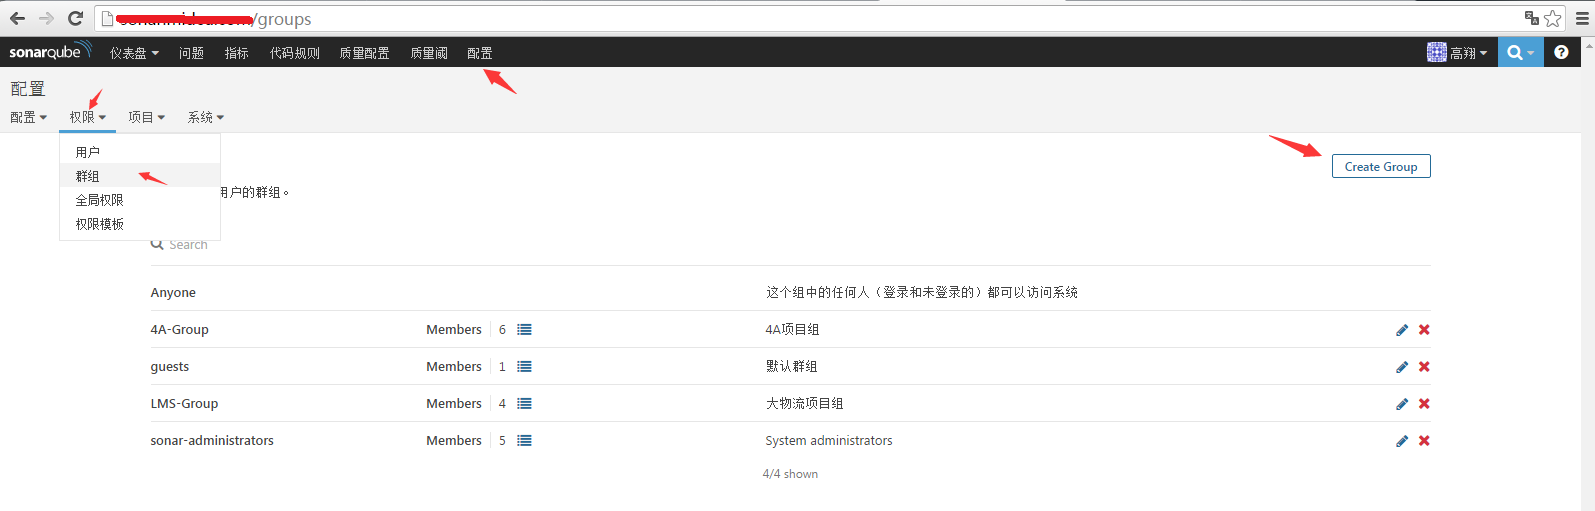 /groups
sonarqube 仪表盘 问题 指标 代码规则 质量配置 质量阈 配置 高翔
配置
配置 权限 项目 系统
用户
群组
全局权限
权限模板
Create Group
用户的群组。
Search
Anyone 这个组中的任何人（登录和未登录的）都可以访问系统
4A-Group Members 6 4A项目组
guests Members 1 默认群组
LMS-Group Members 4 大物流项目组
sonar-administrators Members 5 System administrators
4/4 shown